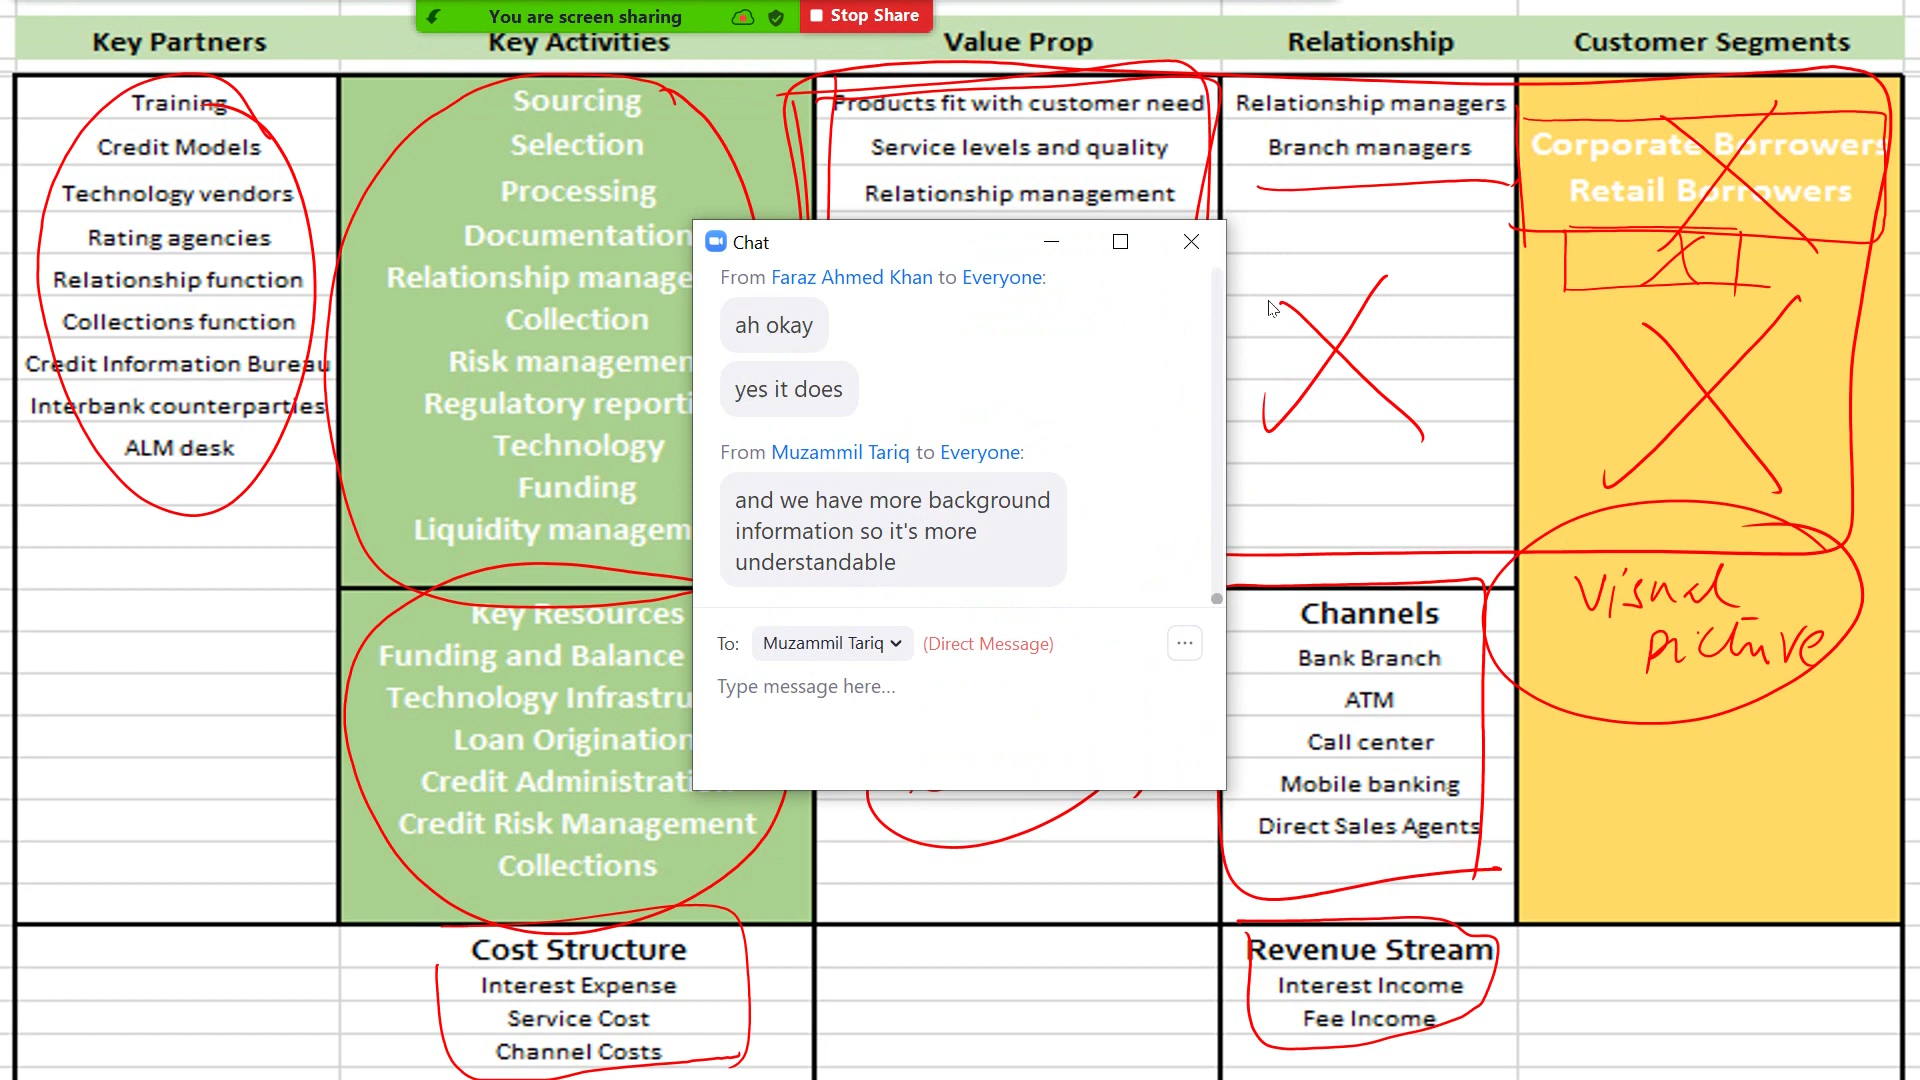 You are screen sharing
Stop Share
Key Partners
Key Activities
Value Prop
Relationship
Customer Segments
Training
Credit Models
Technology vendors
Rating agencies
Relationship function
Collections function
Credit Information Bureau
Interbank counterparties
ALM desk
Sourcing
Selection
Processing
Documentation
Relationship manage
Collection
Risk managemen
Regulatory reporti
Technology
Funding
Liquidity managem
Key Resources
Funding and Balance
Technology Infrastru
Loan Origination
Credit Administrati
Credit Risk Management
Collections
Products fit with customer need
Service levels and quality
Relationship management
Relationship managers
Branch managers
Corporate Borrowers
Retail Borrowers
Visual
picture
Chat
From Faraz Ahmed Khan to Everyone:
ah okay
yes it does
From Muzammil Tariq to Everyone:
and we have more background
information so it's more
understandable
To: Muzammil Tariq (Direct Message)
Type message here...
Channels
Bank Branch
ATM
Call center
Mobile banking
Direct Sales Agents
Cost Structure
Interest Expense
Service Cost
Channel Costs
Revenue Stream
Interest Income
Fee Income